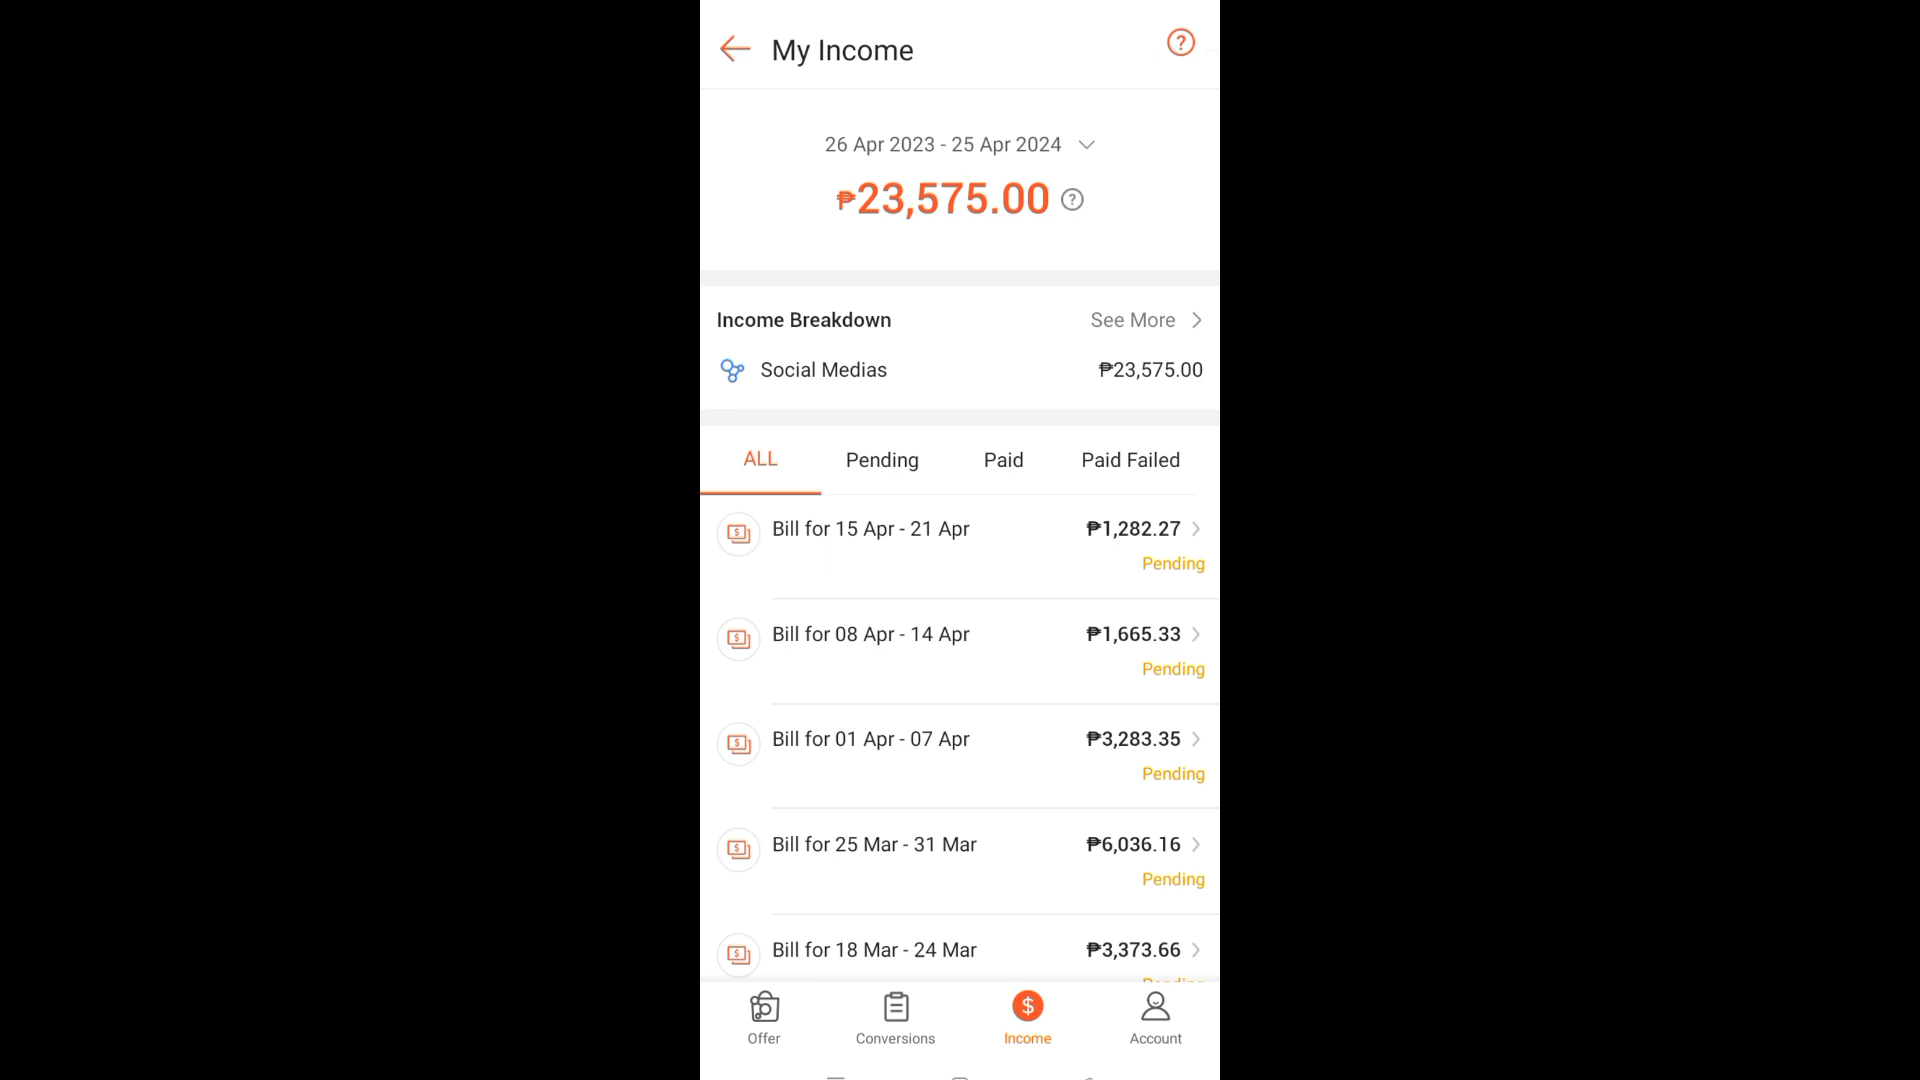 My Income
?
26 Apr 2023 - 25 Apr 2024
₱23,575.00 ?
Income Breakdown See More
Social Medias ₱23,575.00
ALL Pending Paid Paid Failed
Bill for 15 Apr - 21 Apr ₱1,282.27
Pending
Bill for 08 Apr - 14 Apr ₱1,665.33
Pending
Bill for 01 Apr - 07 Apr ₱3,283.35
Pending
Bill for 25 Mar - 31 Mar ₱6,036.16
Pending
Bill for 18 Mar - 24 Mar ₱3,373.66
Offer Conversions Income Account